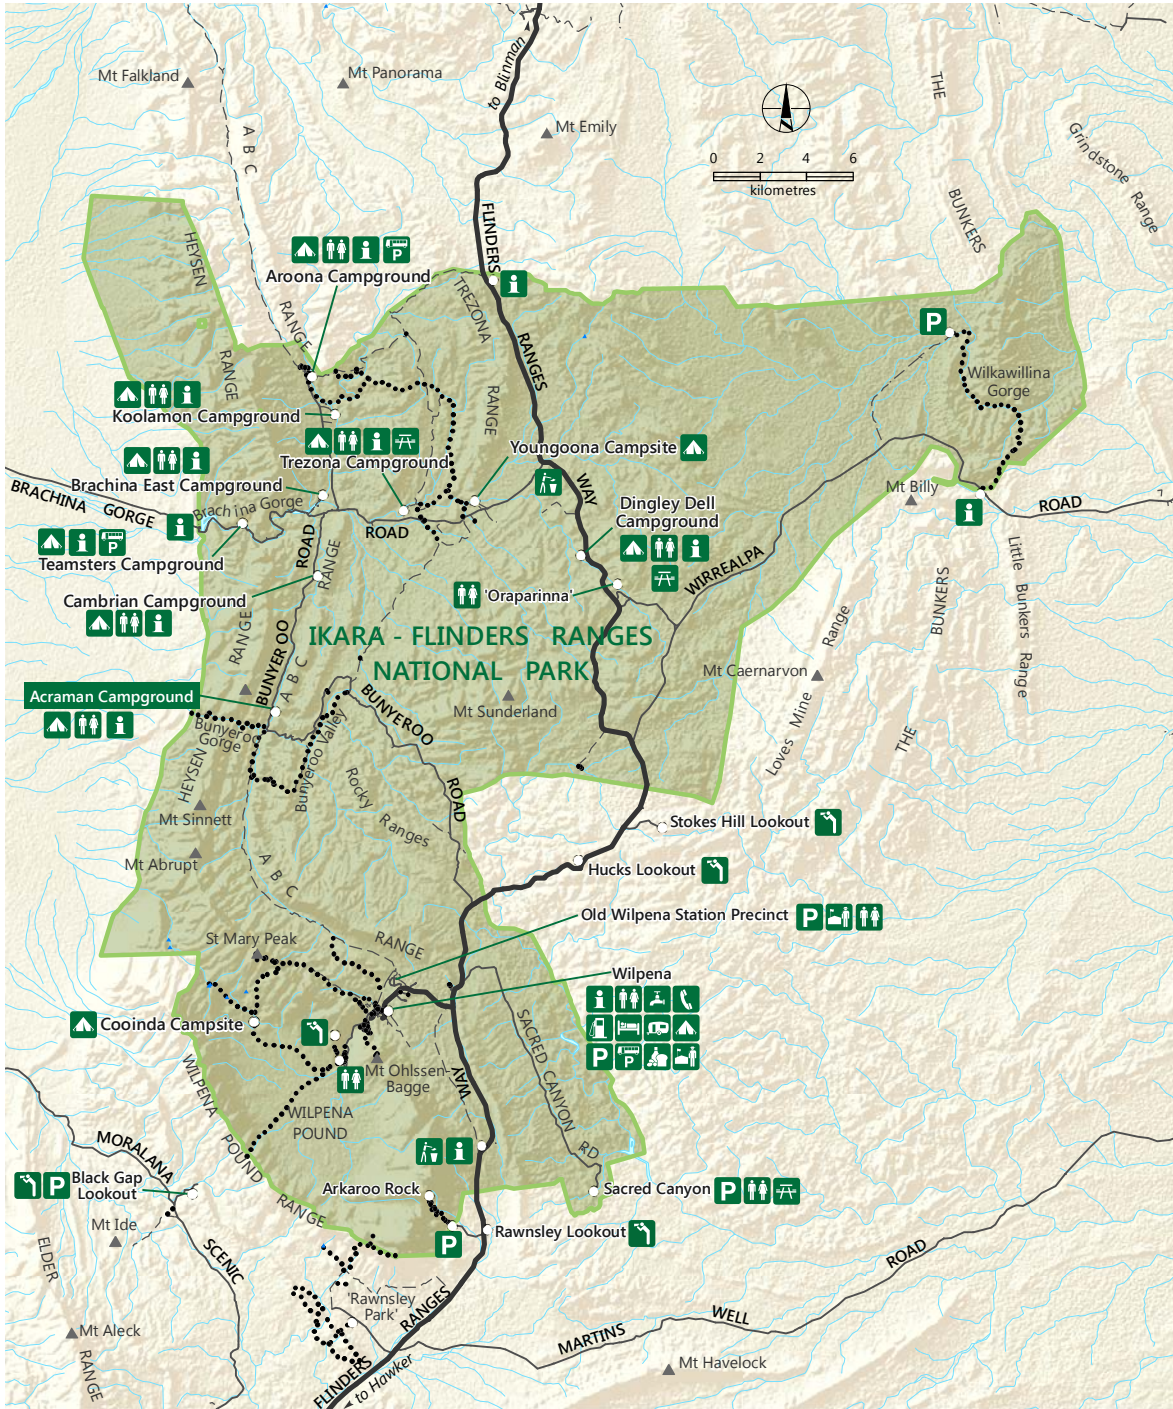 to Blinman
Mt Falkland
Mt Panorama
Mt Emily
A B C
THE
BUNKERS
Grindstone Range
0 2 4 6
kilometres
HEYSEN
RANGE
FLINDERS
i
P
Aroona Campground
RANGE
TREZONA
RANGE
RANGES
i
P
Wilkawillina
Gorge
i
Koolamon Campground
i
Trezona Campground
Youngoona Campsite
i
Brachina East Campground
BRACHINA GORGE
i
Brachina Gorge
ROAD
WAY
Dingley Dell
Campground
i
Mt Billy
i
ROAD
i
P
Teamsters Campground
ROAD
RANGE
WIRREALPA
'Oraparinna'
Cambrian Campground
i
RANGE
BUNYEROO
A B C
IKARA - FLINDERS RANGES
NATIONAL PARK
Mt Caernarvon
Loves Mine Range
THE
BUNKERS
Little Bunkers Range
Acraman Campground
i
BUNYEROO
ROAD
Mt Sunderland
Bunyeroo
Gorge
Bunyeroo Valley
HEYSEN
Rocky
Ranges
Mt Sinnett
Mt Abrupt
A B C
RANGE
Stokes Hill Lookout
Hucks Lookout
Old Wilpena Station Precinct
P
St Mary Peak
Wilpena
i
P
P
Cooinda Campsite
SACRED CANYON RD
Mt Ohlssen-
Bagge
WAY
WILPENA
POUND
WILPENA
POUND
RANGE
i
MORALANA
SCENIC
P
Black Gap
Lookout
Arkaroo Rock
P
Sacred Canyon
P
Rawnsley Lookout
Mt Ide
ELDER
RANGE
Mt Aleck
'Rawnsley
Park'
FLINDERS
RANGES
to Hawker
MARTINS
WELL
ROAD
Mt Havelock